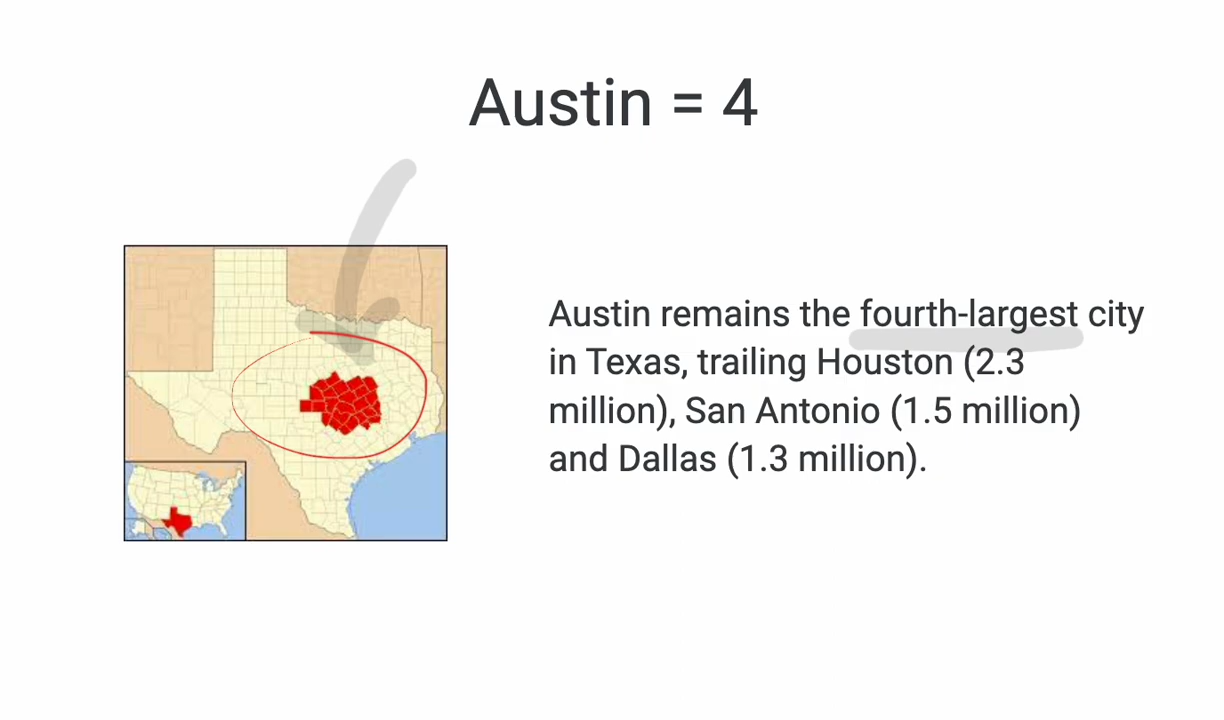 Austin = 4
Austin remains the fourth-largest city
in Texas, trailing Houston (2.3
million), San Antonio (1.5 million)
and Dallas (1.3 million).